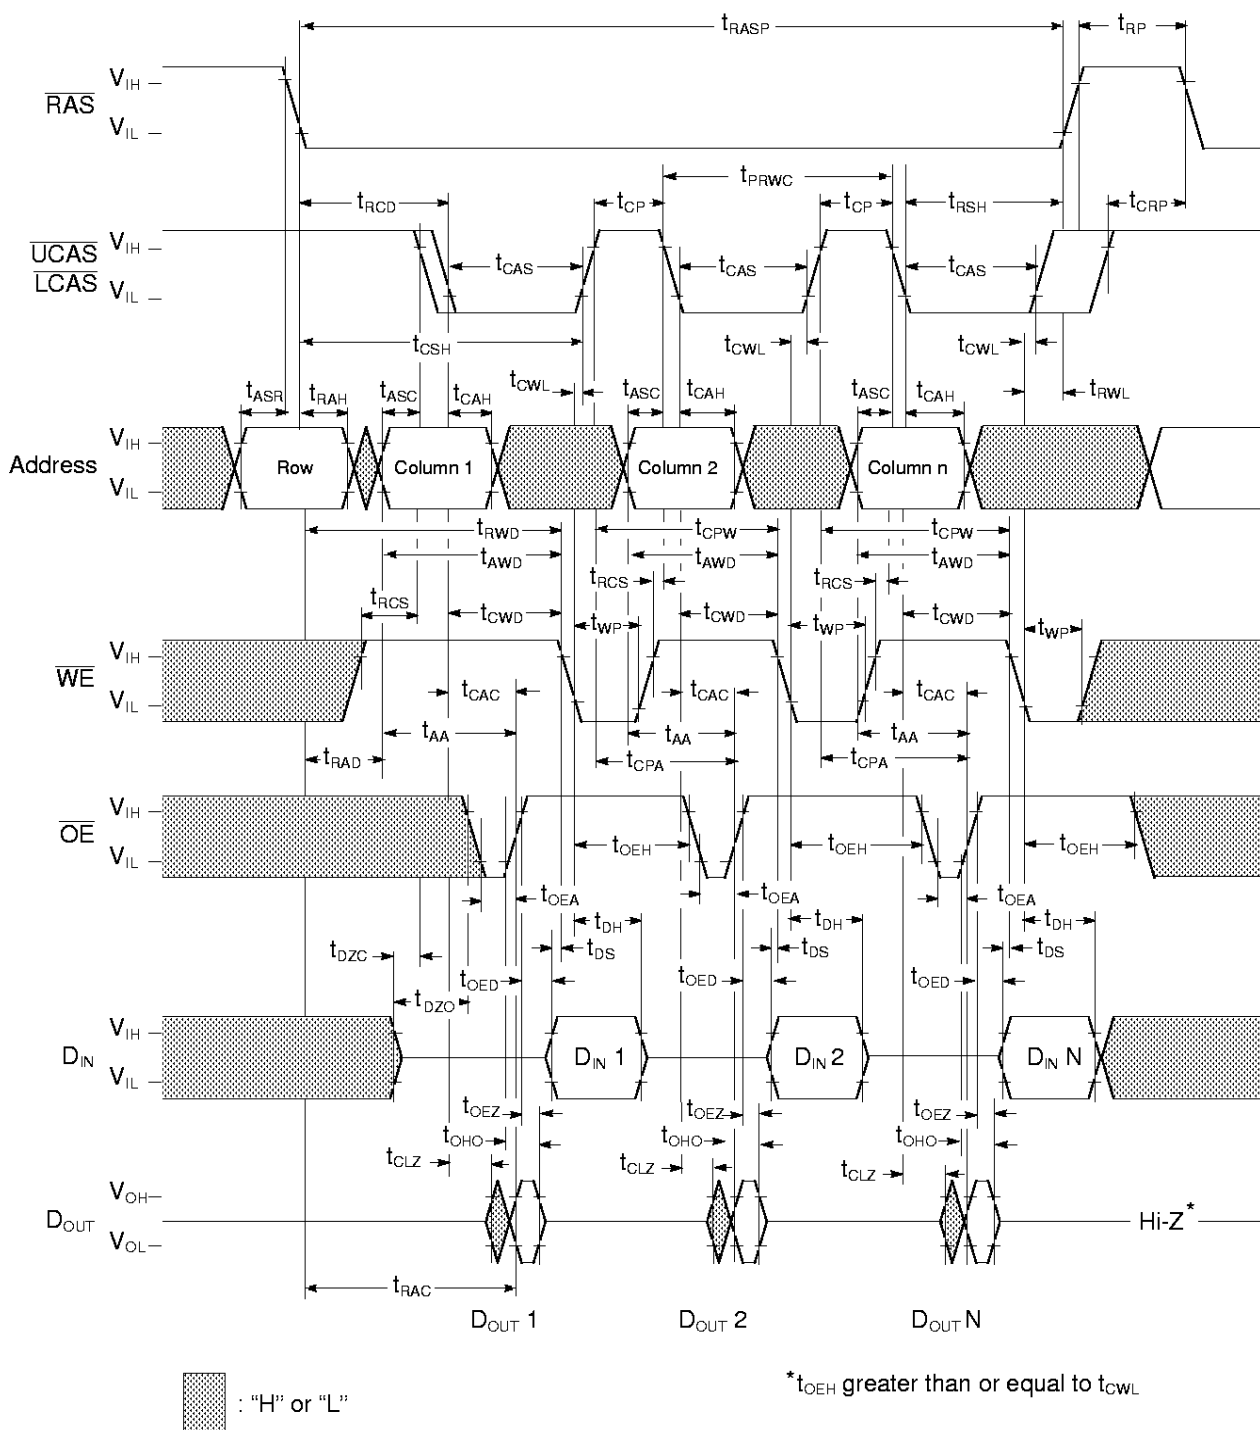 tRASP tRP
VIH
RAS
VIL
tPRWC
tRCD tCP tCP tRSH tCRP
VIH
UCAS
tCAS tCAS tCAS
LCAS
VIL
tCSH tCWL tCWL
tASR tRAH tASC tCAH tCWL tASC tCAH tASC tCAH tRWL
VIH
Address Row Column 1 Column 2 Column n
VIL
tRWD tCPW tCPW
tAWD tAWD tAWD
tRCS tRCS
tRCS tCWD tWP tCWD tWP tCWD tWP
VIH
WE
VIL
tCAC tCAC tCAC
tAA tAA tAA
tRAD tCPA tCPA
VIH
OE
VIL
tOEH tOEH tOEH
tOEA tOEA tOEA
tDH tDH tDH
tDZC tDS tDS tDS
tOED tOED tOED
tDZO
VIH
DIN DIN 1 DIN 2 DIN N
VIL
tOEZ tOEZ tOEZ
tOHO tOHO tOHO
tCLZ tCLZ tCLZ
VOH
DOUT Hi-Z*
VOL
tRAC
DOUT 1 DOUT 2 DOUT N
: “H” or “L”
*tOEH greater than or equal to tCWL